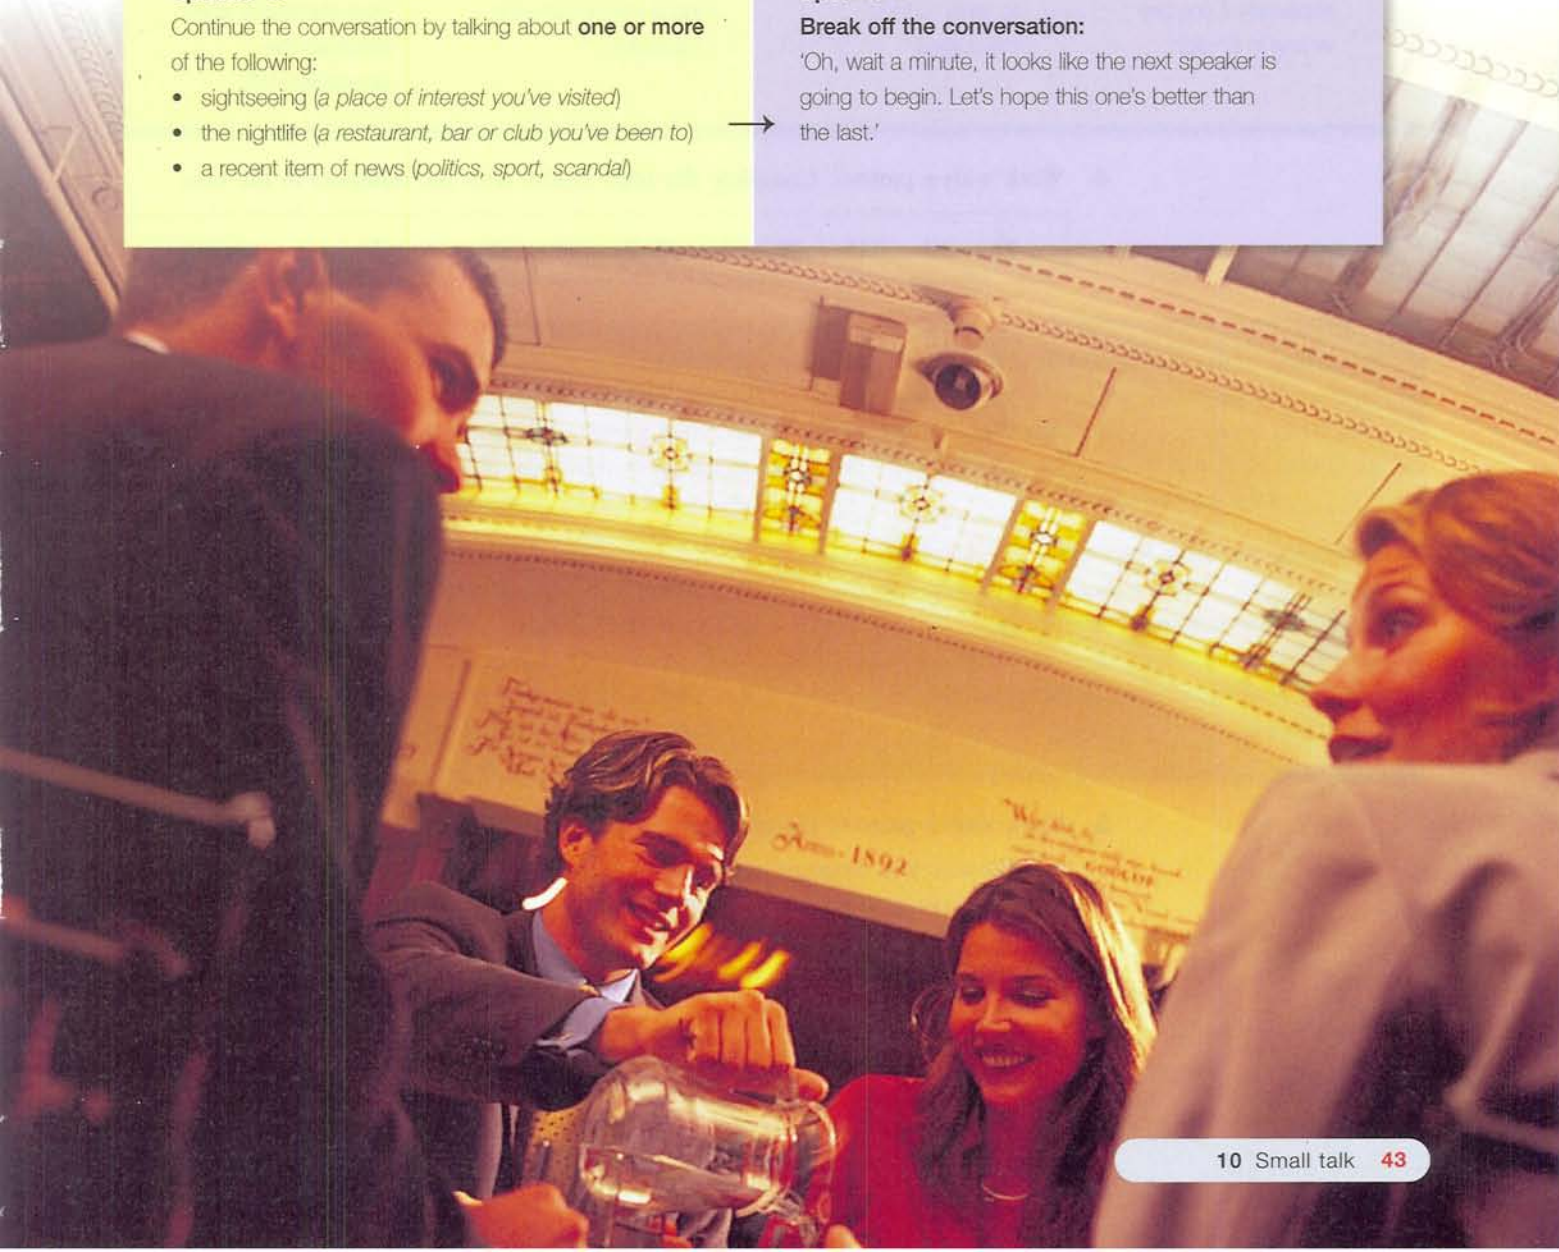 Continue the conversation by talking about one or more
of the following:
• sightseeing (a place of interest you've visited)
• the nightlife (a restaurant, bar or club you've been to)
• a recent item of news (politics, sport, scandal)
→
Break off the conversation:
'Oh, wait a minute, it looks like the next speaker is
going to begin. Let's hope this one's better than
the last.'
Anno · 1892
10 Small talk 43